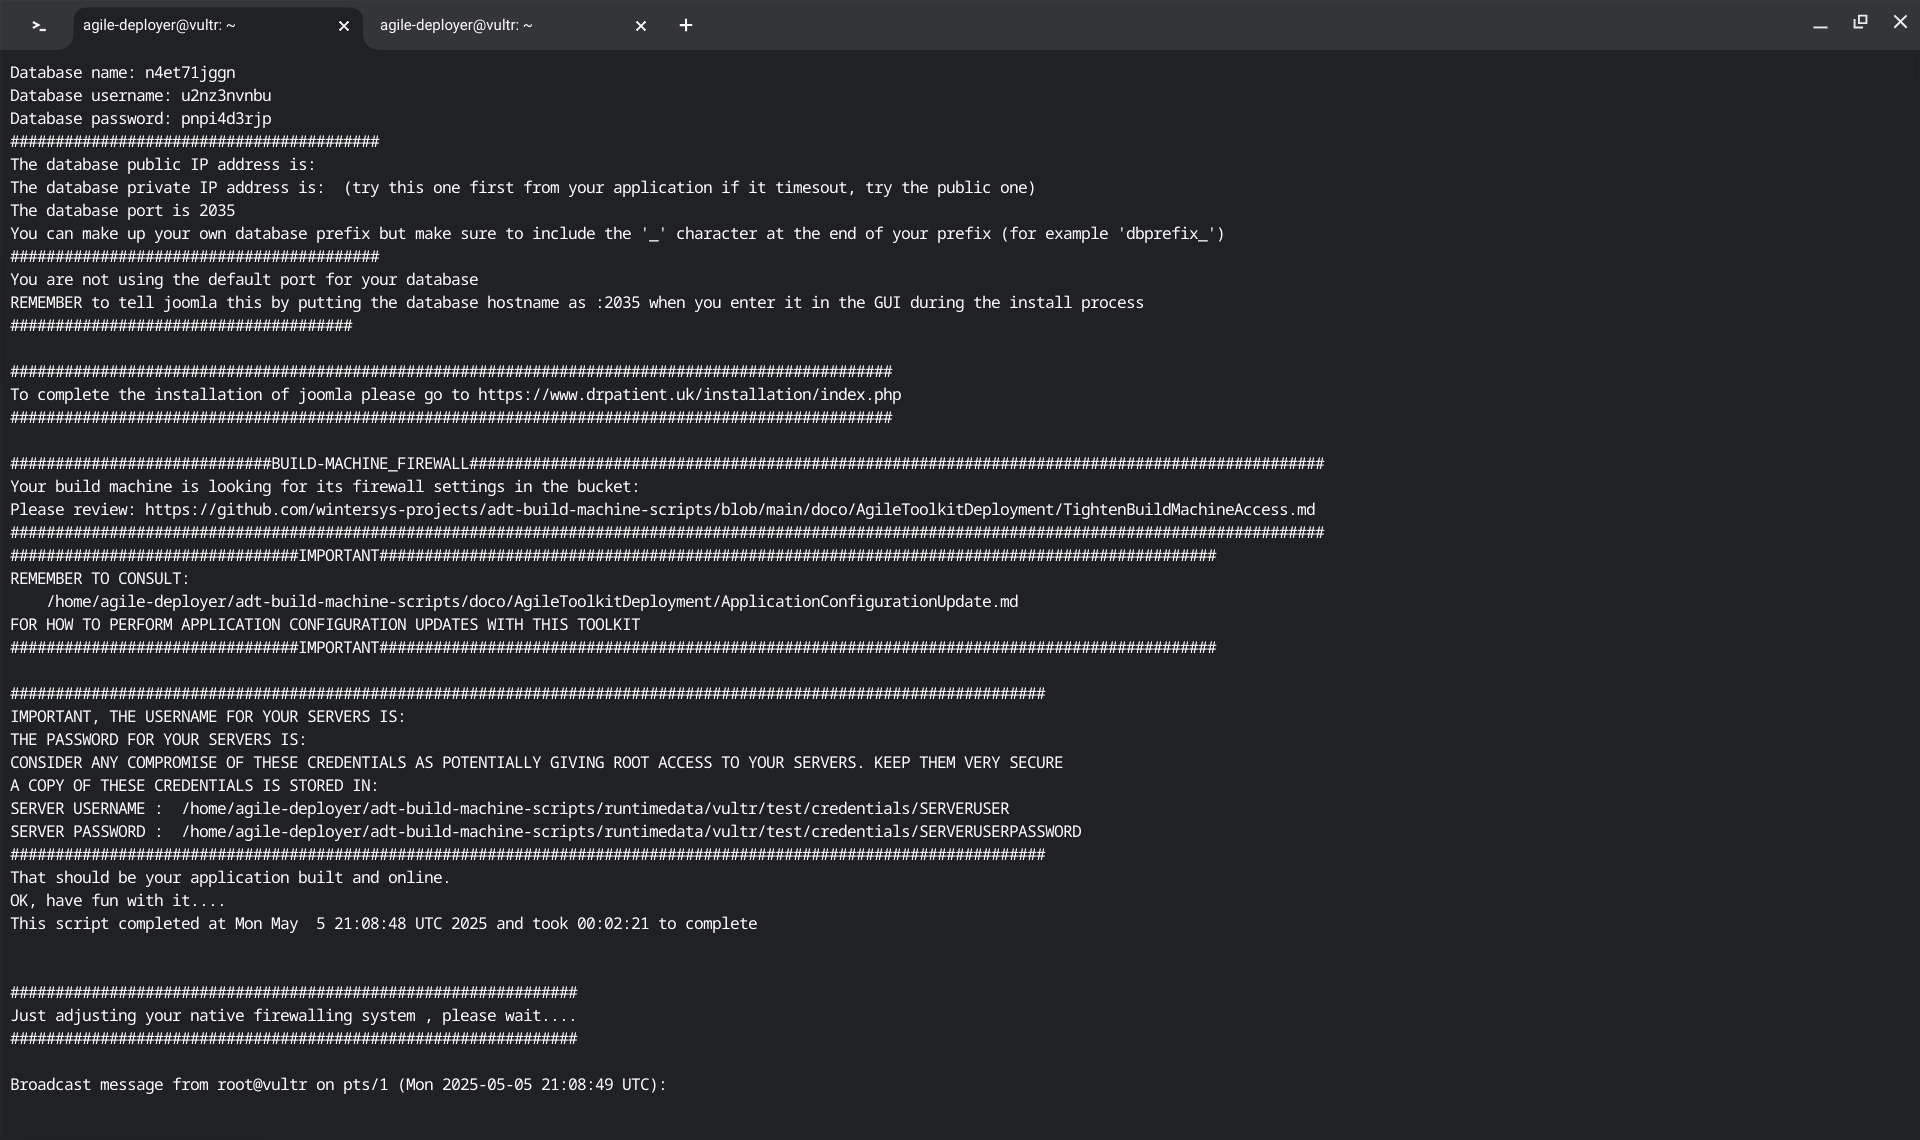 agile-deployer@vultr: ~
agile-deployer@vultr: ~
Database name: n4et71jggn
Database username: u2nz3nvnbu
Database password: pnpi4d3rjp
#########################################
The database public IP address is:
The database private IP address is:  (try this one first from your application if it timesout, try the public one)
The database port is 2035
You can make up your own database prefix but make sure to include the '_' character at the end of your prefix (for example 'dbprefix_')
#########################################
You are not using the default port for your database
REMEMBER to tell joomla this by putting the database hostname as :2035 when you enter it in the GUI during the install process
######################################

##################################################################################################
To complete the installation of joomla please go to https://www.drpatient.uk/installation/index.php
##################################################################################################

#############################BUILD-MACHINE_FIREWALL###############################################################################################
Your build machine is looking for its firewall settings in the bucket:
Please review: https://github.com/wintersys-projects/adt-build-machine-scripts/blob/main/doco/AgileToolkitDeployment/TightenBuildMachineAccess.md
##################################################################################################################################################
################################IMPORTANT#############################################################################################
REMEMBER TO CONSULT:
    /home/agile-deployer/adt-build-machine-scripts/doco/AgileToolkitDeployment/ApplicationConfigurationUpdate.md
FOR HOW TO PERFORM APPLICATION CONFIGURATION UPDATES WITH THIS TOOLKIT
################################IMPORTANT#############################################################################################

###################################################################################################################
IMPORTANT, THE USERNAME FOR YOUR SERVERS IS:
THE PASSWORD FOR YOUR SERVERS IS:
CONSIDER ANY COMPROMISE OF THESE CREDENTIALS AS POTENTIALLY GIVING ROOT ACCESS TO YOUR SERVERS. KEEP THEM VERY SECURE
A COPY OF THESE CREDENTIALS IS STORED IN:
SERVER USERNAME :  /home/agile-deployer/adt-build-machine-scripts/runtimedata/vultr/test/credentials/SERVERUSER
SERVER PASSWORD :  /home/agile-deployer/adt-build-machine-scripts/runtimedata/vultr/test/credentials/SERVERUSERPASSWORD
###################################################################################################################
That should be your application built and online.
OK, have fun with it....
This script completed at Mon May  5 21:08:48 UTC 2025 and took 00:02:21 to complete

###############################################################
Just adjusting your native firewalling system , please wait....
###############################################################

Broadcast message from root@vultr on pts/1 (Mon 2025-05-05 21:08:49 UTC):